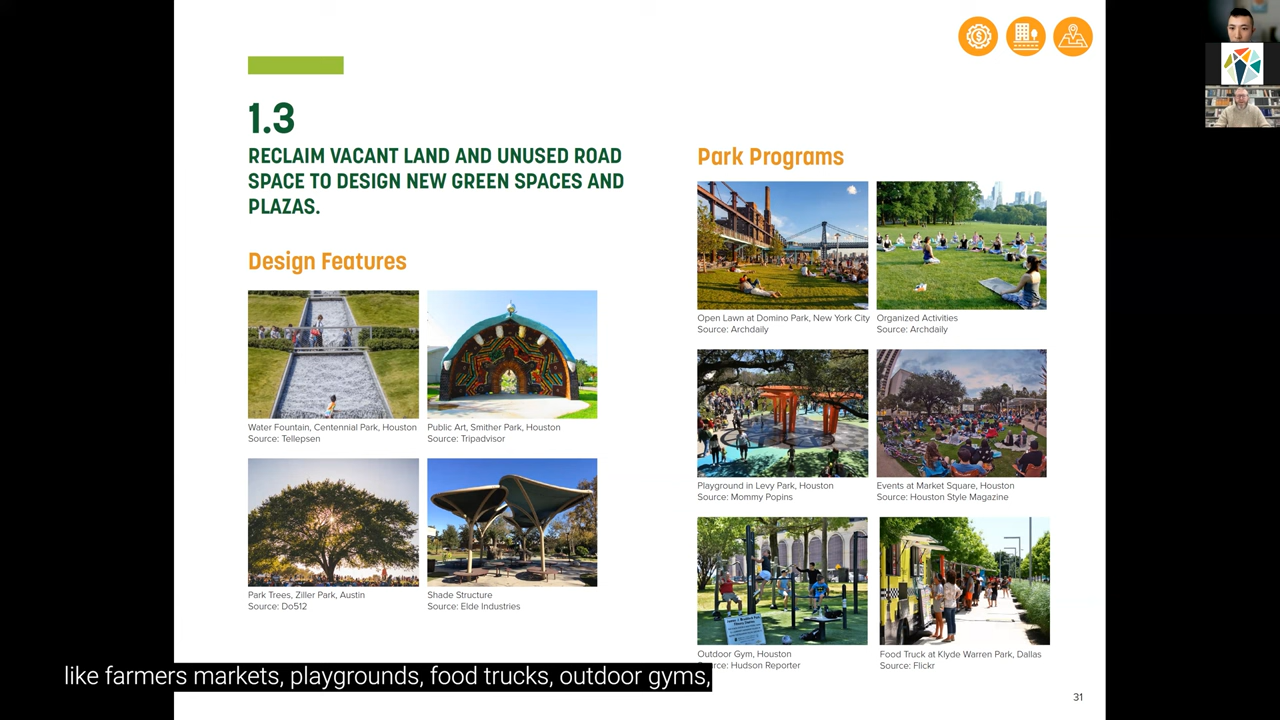 1.3
RECLAIM VACANT LAND AND UNUSED ROAD
SPACE TO DESIGN NEW GREEN SPACES AND
PLAZAS.
Design Features
Water Fountain, Centennial Park, Houston
Source: Tellepsen
Public Art, Smither Park, Houston
Source: Tripadvisor
Park Trees, Ziller Park, Austin
Source: Do512
Shade Structure
Source: Elde Industries
Park Programs
Open Lawn at Domino Park, New York City
Source: Archdaily
Organized Activities
Source: Archdaily
Playground in Levy Park, Houston
Source: Mommy Popins
Events at Market Square, Houston
Source: Houston Style Magazine
Outdoor Gym, Houston
Source: Hudson Reporter
Food Truck at Klyde Warren Park, Dallas
Source: Flickr
like farmers markets, playgrounds, food trucks, outdoor gyms,
31